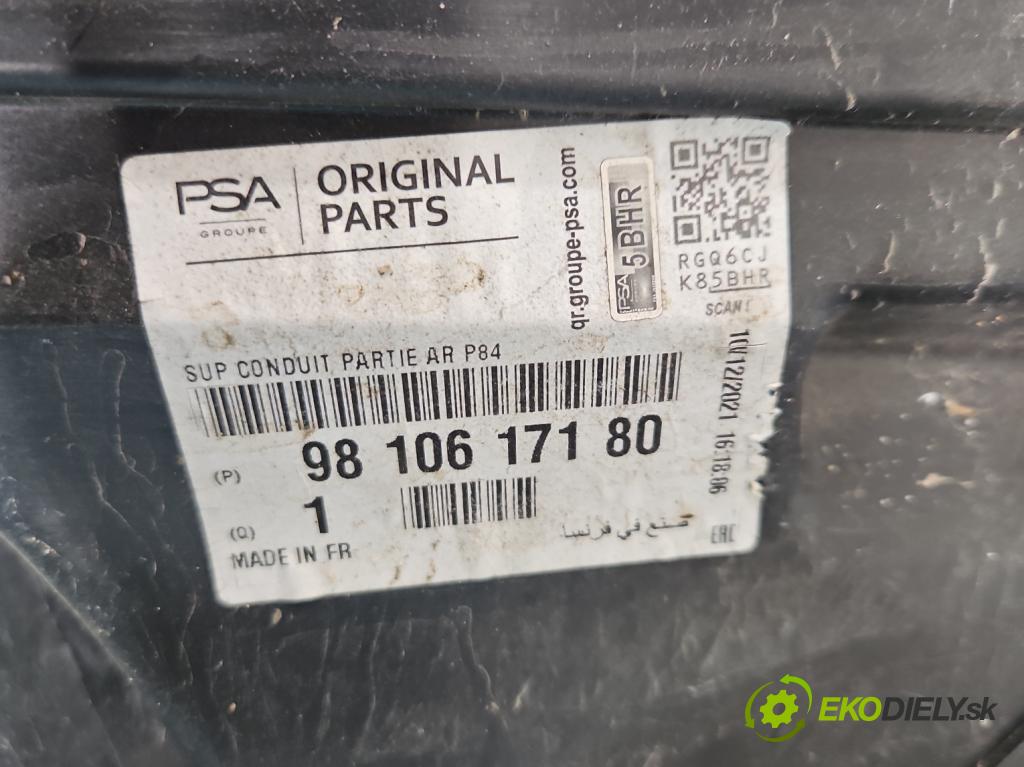 PSA
GROUPE
ORIGINAL
PARTS
qr.groupe-psa.com
PSA
5BHR
RGQ6CJ
K85BHR
SCAN!
SUP CONDUIT PARTIE AR P84
(P) 98 106 171 80
(Q) 1
MADE IN FR
صنع في فرنسا
EAC
10/12/2021 16:18:06
EKODIELY.sk